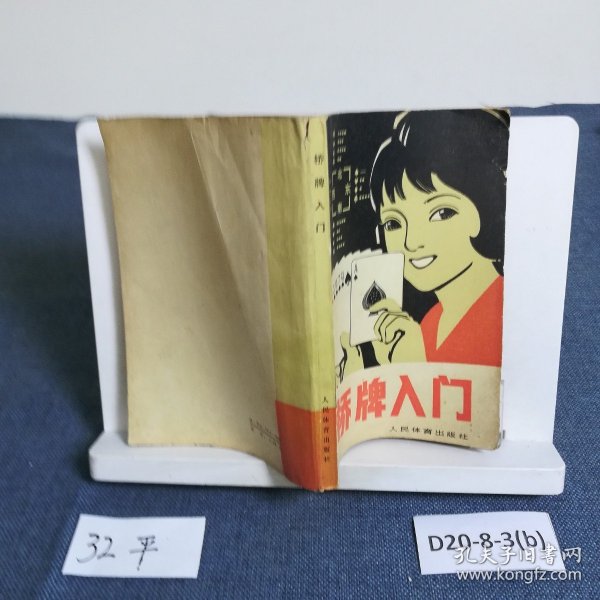 桥牌入门
人民体育出版社
桥牌入门
人民体育出版社
A
32平
D20-8-3(b)
孔夫子旧书网
www.kongfz.com